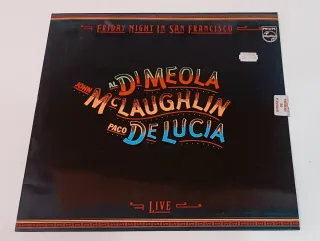 FRIDAY NIGHT IN SAN FRANCISCO
PHILIPS
AL DI MEOLA
JOHN McLAUGHLIN
PACO DE LUCIA
LIVE